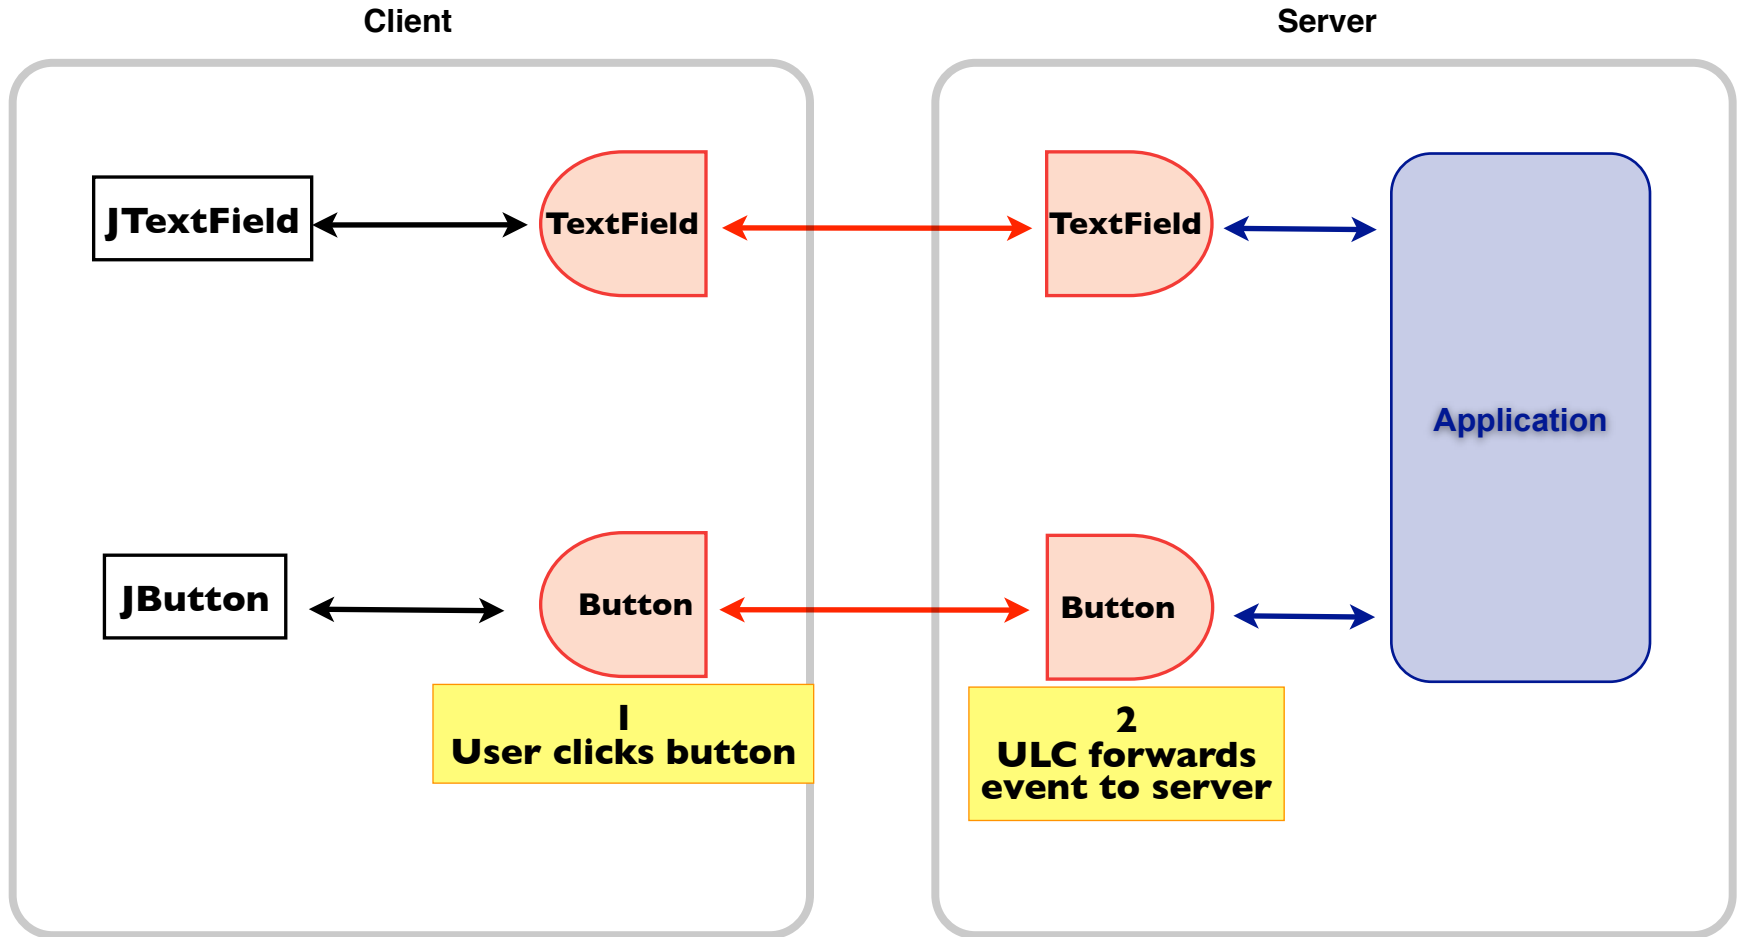 Client
Server
JTextField
TextField
TextField
Application
JButton
Button
Button
1
User clicks button
2
ULC forwards
event to server